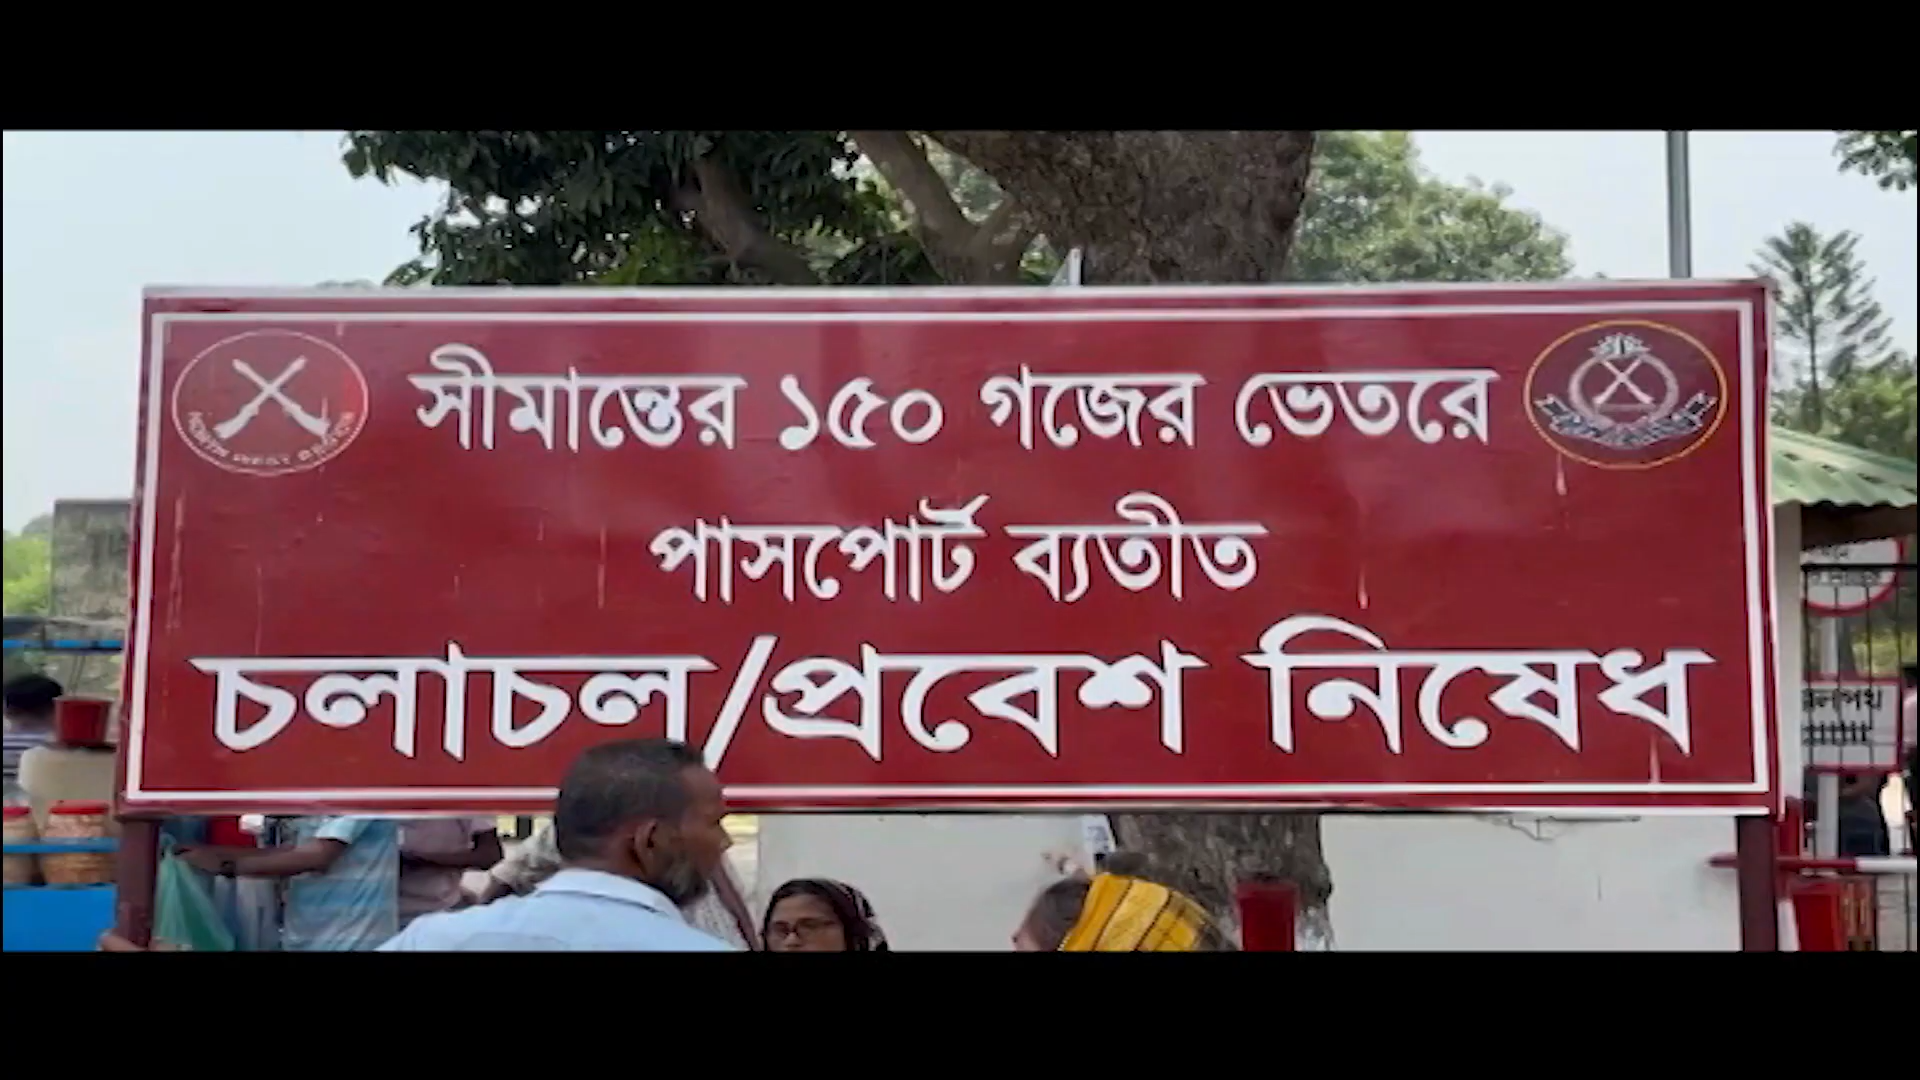 সীমান্তের ১৫০ গজের ভেতরে
পাসপোর্ট ব্যতীত
চলাচল/প্রবেশ নিষেধ